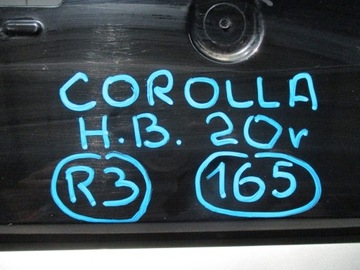 COROLLA
H.B. 20r
R3 165